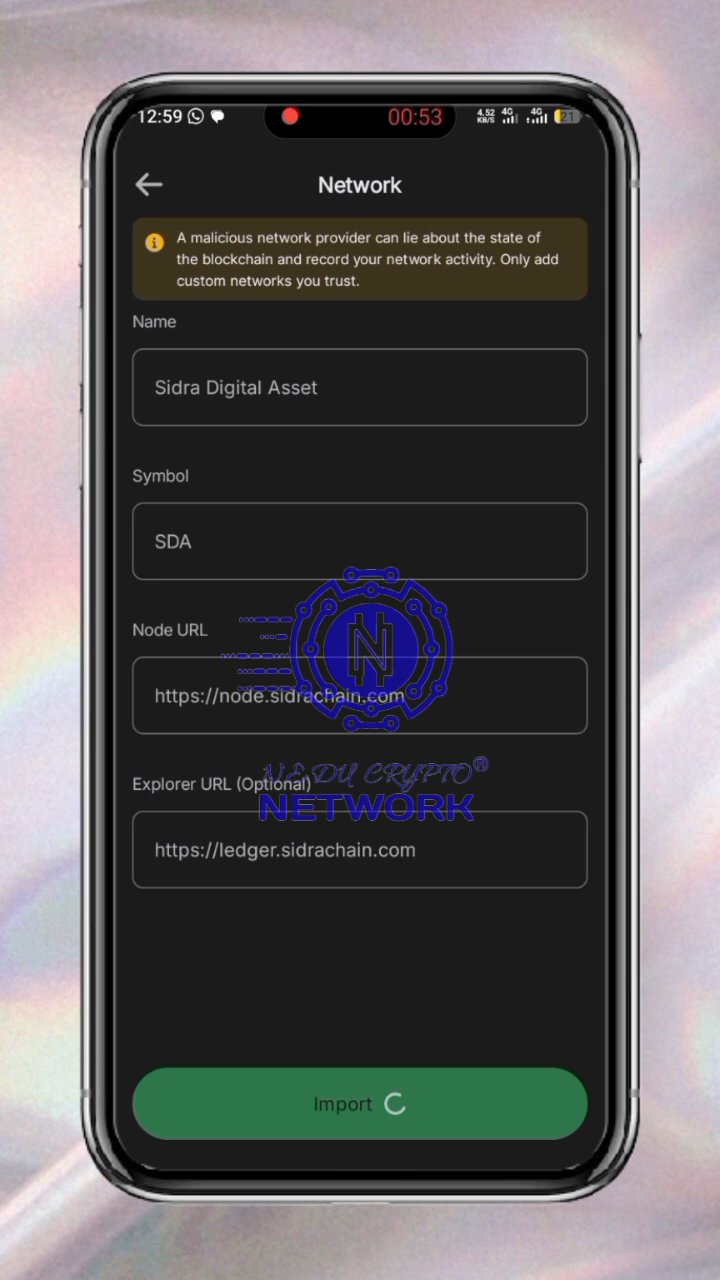 12:59
00:53
4.52 KB/S 4G 4G 21
Network
A malicious network provider can lie about the state of
the blockchain and record your network activity. Only add
custom networks you trust.
Name
Sidra Digital Asset
Symbol
SDA
Node URL
https://node.sidrachain.com
NE DU CRYPTO®
Explorer URL (Optional)
NETWORK
https://ledger.sidrachain.com
Import